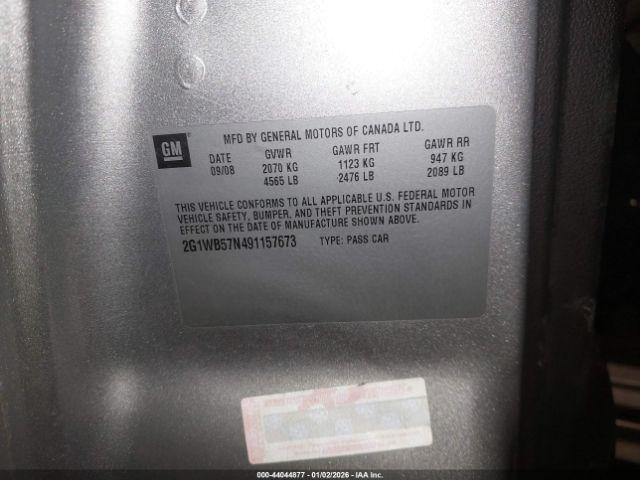 GM
MFD BY GENERAL MOTORS OF CANADA LTD.
DATE GVWR GAWR FRT GAWR RR
09/08 2070 KG 1123 KG 947 KG
4565 LB 2476 LB 2089 LB
THIS VEHICLE CONFORMS TO ALL APPLICABLE U.S. FEDERAL MOTOR
VEHICLE SAFETY, BUMPER, AND THEFT PREVENTION STANDARDS IN
EFFECT ON THE DATE OF MANUFACTURE SHOWN ABOVE.
2G1WB57N491157673 TYPE: PASS CAR
000-44044877 - 01/02/2026 - IAA Inc.